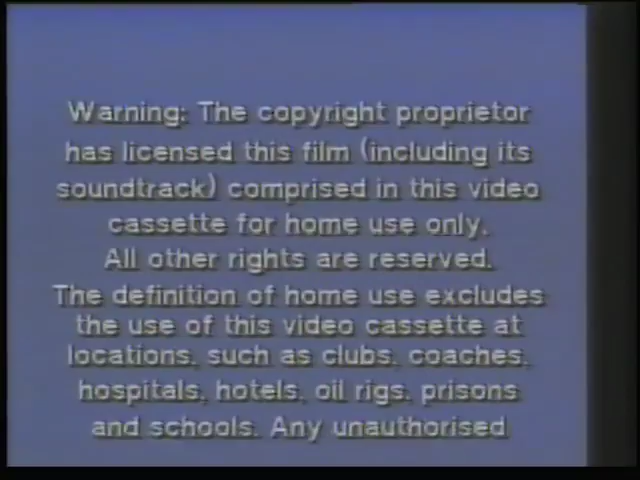 Warning: The copyright proprietor
has licensed this film (including its
soundtrack) comprised in this video
cassette for home use only.
All other rights are reserved.
The definition of home use excludes
the use of this video cassette at
locations, such as clubs, coaches,
hospitals, hotels, oil rigs, prisons
and schools. Any unauthorised